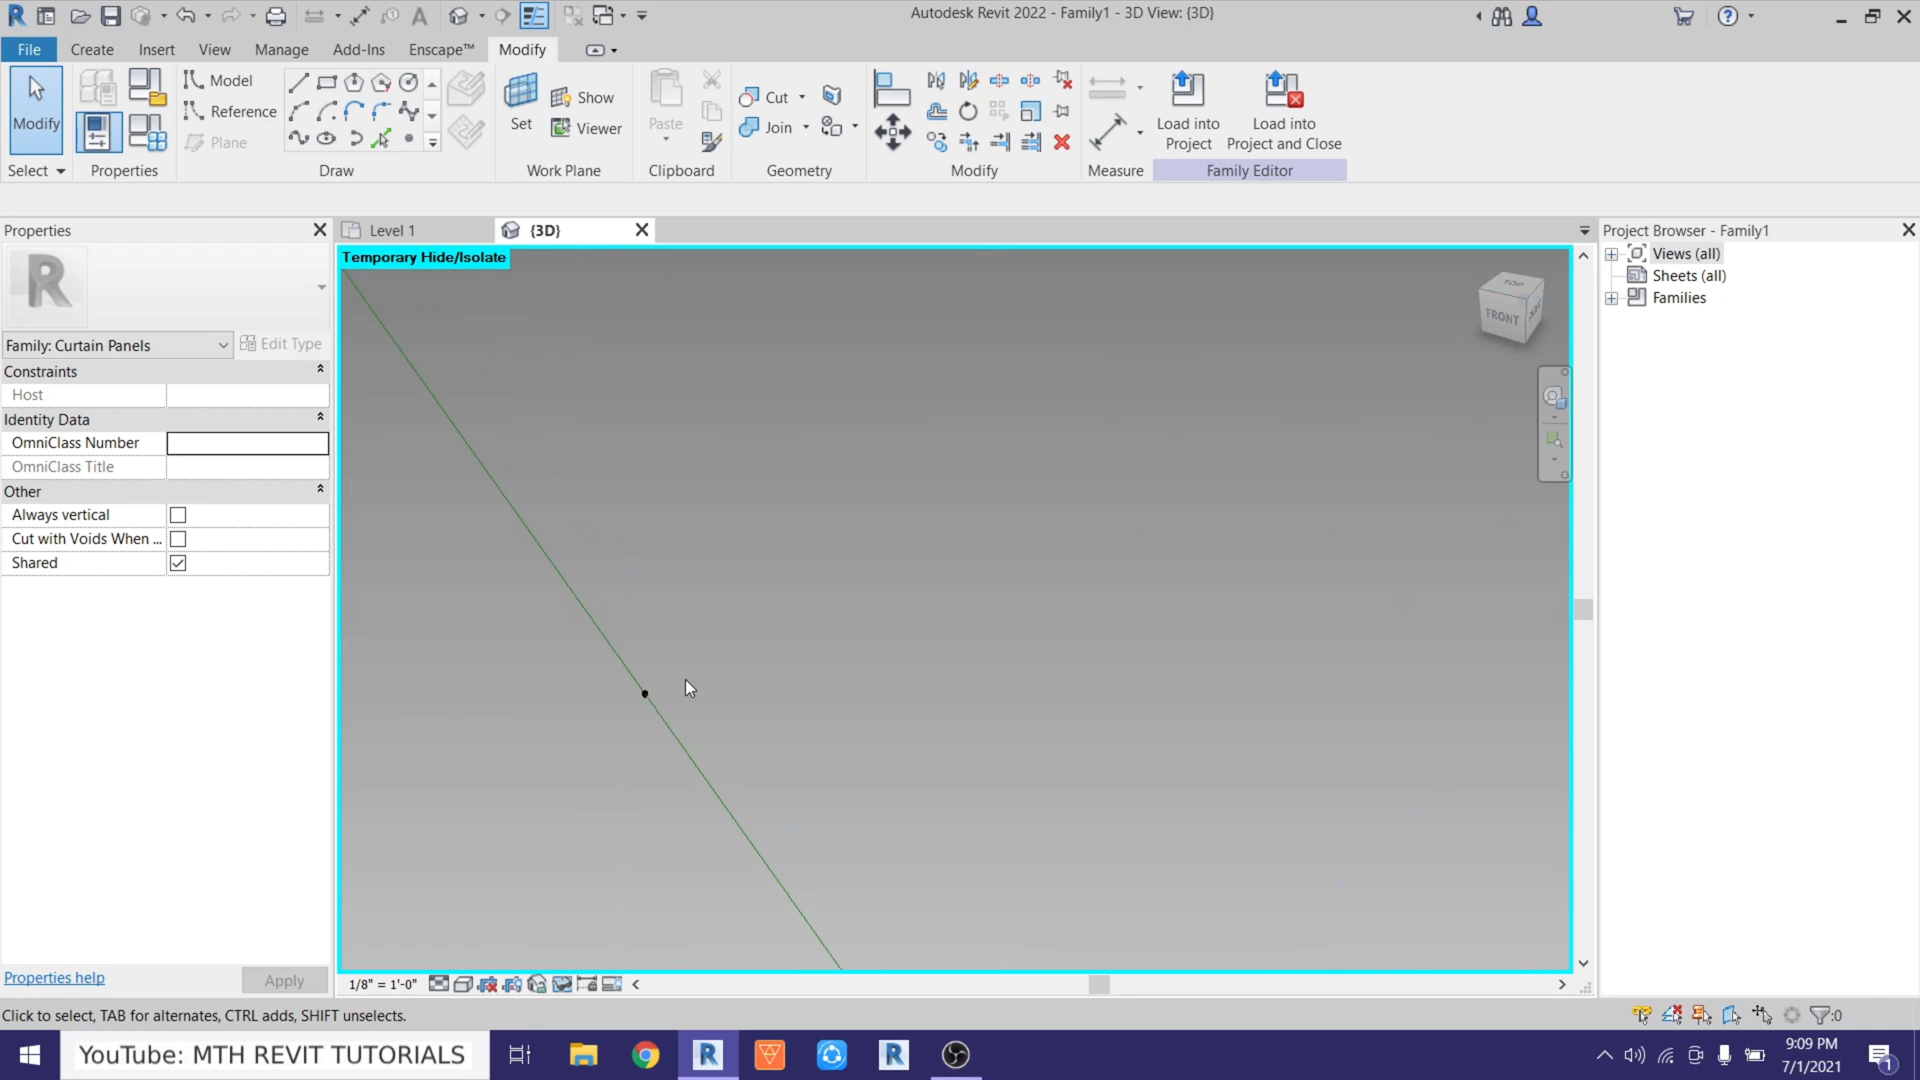 Autodesk Revit 2022 - Family1 - 3D View: {3D}
File Create Insert View Manage Add-Ins Enscape™ Modify
Modify
Select
Properties
Model
Reference
Plane
Draw
Set
Show
Viewer
Work Plane
Paste
Clipboard
Cut
Join
Geometry
Modify
Measure
Load into
Project
Load into
Project and Close
Family Editor
Properties
Level 1
{3D}
Project Browser - Family1
Views (all)
Sheets (all)
Families
Temporary Hide/Isolate
TOP
FRONT
Family: Curtain Panels
Edit Type
Constraints
Host
Identity Data
OmniClass Number
OmniClass Title
Other
Always vertical
Cut with Voids When ...
Shared
Properties help
Apply
1/8" = 1'-0"
Click to select, TAB for alternates, CTRL adds, SHIFT unselects.
:0
YouTube: MTH REVIT TUTORIALS
9:09 PM
7/1/2021
1